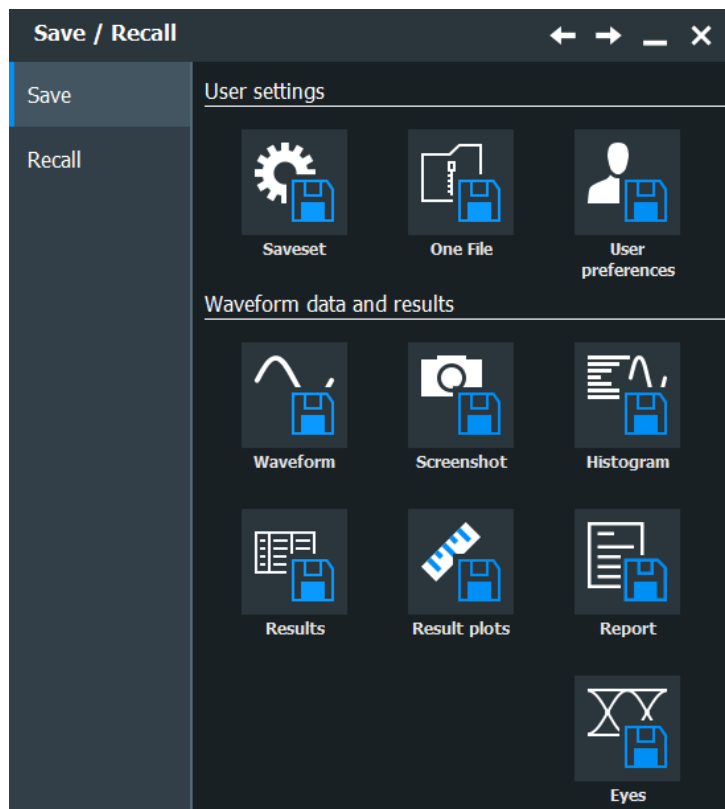 Save / Recall
Save
Recall
User settings
Saveset
One File
User
preferences
Waveform data and results
Waveform
Screenshot
Histogram
Results
Result plots
Report
Eyes